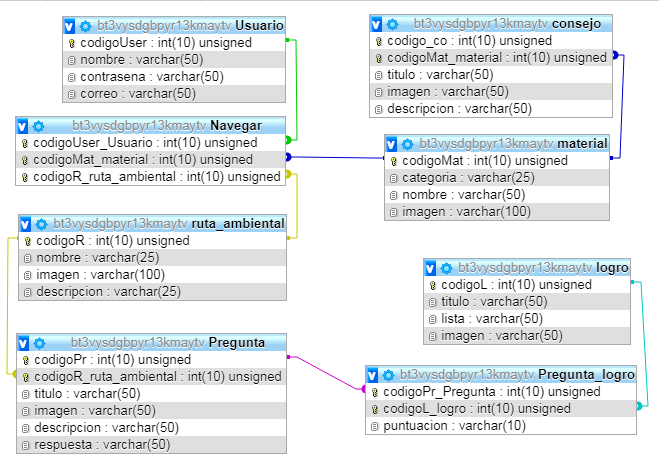 bt3vysdgbpyr13kmaytv Usuario
codigoUser : int(10) unsigned
nombre : varchar(50)
contrasena : varchar(50)
correo : varchar(50)
bt3vysdgbpyr13kmaytv consejo
codigo_co : int(10) unsigned
codigoMat_material : int(10) unsigned
titulo : varchar(50)
imagen : varchar(50)
descripcion : varchar(50)
bt3vysdgbpyr13kmaytv Navegar
codigoUser_Usuario : int(10) unsigned
codigoMat_material : int(10) unsigned
codigoR_ruta_ambiental : int(10) unsigned
bt3vysdgbpyr13kmaytv material
codigoMat : int(10) unsigned
categoria : varchar(25)
nombre : varchar(50)
imagen : varchar(100)
bt3vysdgbpyr13kmaytv ruta_ambiental
codigoR : int(10) unsigned
nombre : varchar(25)
imagen : varchar(100)
descripcion : varchar(25)
bt3vysdgbpyr13kmaytv logro
codigoL : int(10) unsigned
titulo : varchar(50)
lista : varchar(50)
imagen : varchar(50)
bt3vysdgbpyr13kmaytv Pregunta
codigoPr : int(10) unsigned
codigoR_ruta_ambiental : int(10) unsigned
titulo : varchar(50)
imagen : varchar(50)
descripcion : varchar(50)
respuesta : varchar(50)
bt3vysdgbpyr13kmaytv Pregunta_logro
codigoPr_Pregunta : int(10) unsigned
codigoL_logro : int(10) unsigned
puntuacion : varchar(10)